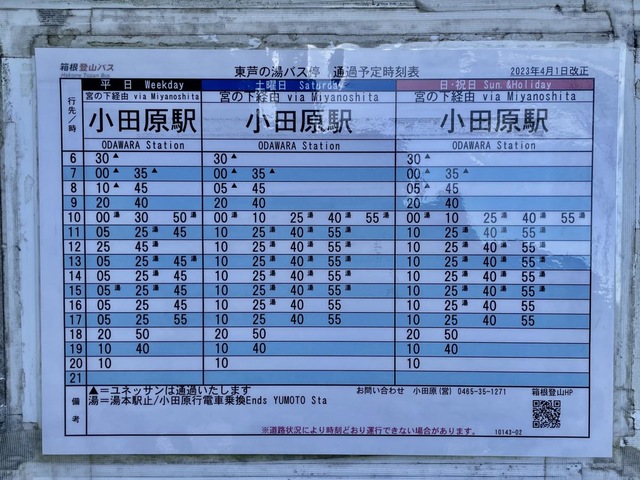 箱根登山バス
Hakone Tozan Bus
東芦の湯バス停 通過予定時刻表
2023年4月1日改正
行先/時
平 日 Weekday 土曜日 Saturday 日・祝日 Sun.&Holiday
宮の下経由 via Miyanoshita 宮の下経由 via Miyanoshita 宮の下経由 via Miyanoshita
小田原駅 小田原駅 小田原駅
ODAWARA Station ODAWARA Station ODAWARA Station
6 30▲ 30▲ 30▲
7 00▲ 35▲ 00▲ 35▲ 00▲ 35▲
8 10▲ 45 05▲ 45 05▲ 45
9 20 40 20 40 20 40
10 00湯 30 50湯 00湯 10 25湯 40湯 55湯 00湯 10 25湯 40湯 55湯
11 05 25湯 45 10 25湯 40湯 55 10 25湯 40湯 55
12 25 45湯 10 25湯 40湯 55 10 25湯 40湯 55
13 05 25湯 45湯 10 25湯 40湯 55湯 10 25湯 40湯 55湯
14 05 25湯 45 10 25湯 40湯 55湯 10 25湯 40湯 55湯
15 05湯 25湯 45 10 25湯 40湯 55湯 10 25湯 40湯 55湯
16 05 25 45 10 25湯 40 55 10 25湯 40 55
17 05 25 55 10 25 40 55 10 25 40 55
18 20 50 20 50 20 50
19 10 40 10 40 10 40
20 10 10 10
21
備考
▲＝ユネッサンは通過いたします
湯＝湯本駅止/小田原行電車乗換Ends YUMOTO Sta
お問い合わせ 小田原(営) 0465-35-1271
箱根登山HP
※道路状況により時刻どおり運行できない場合があります。
10143-02